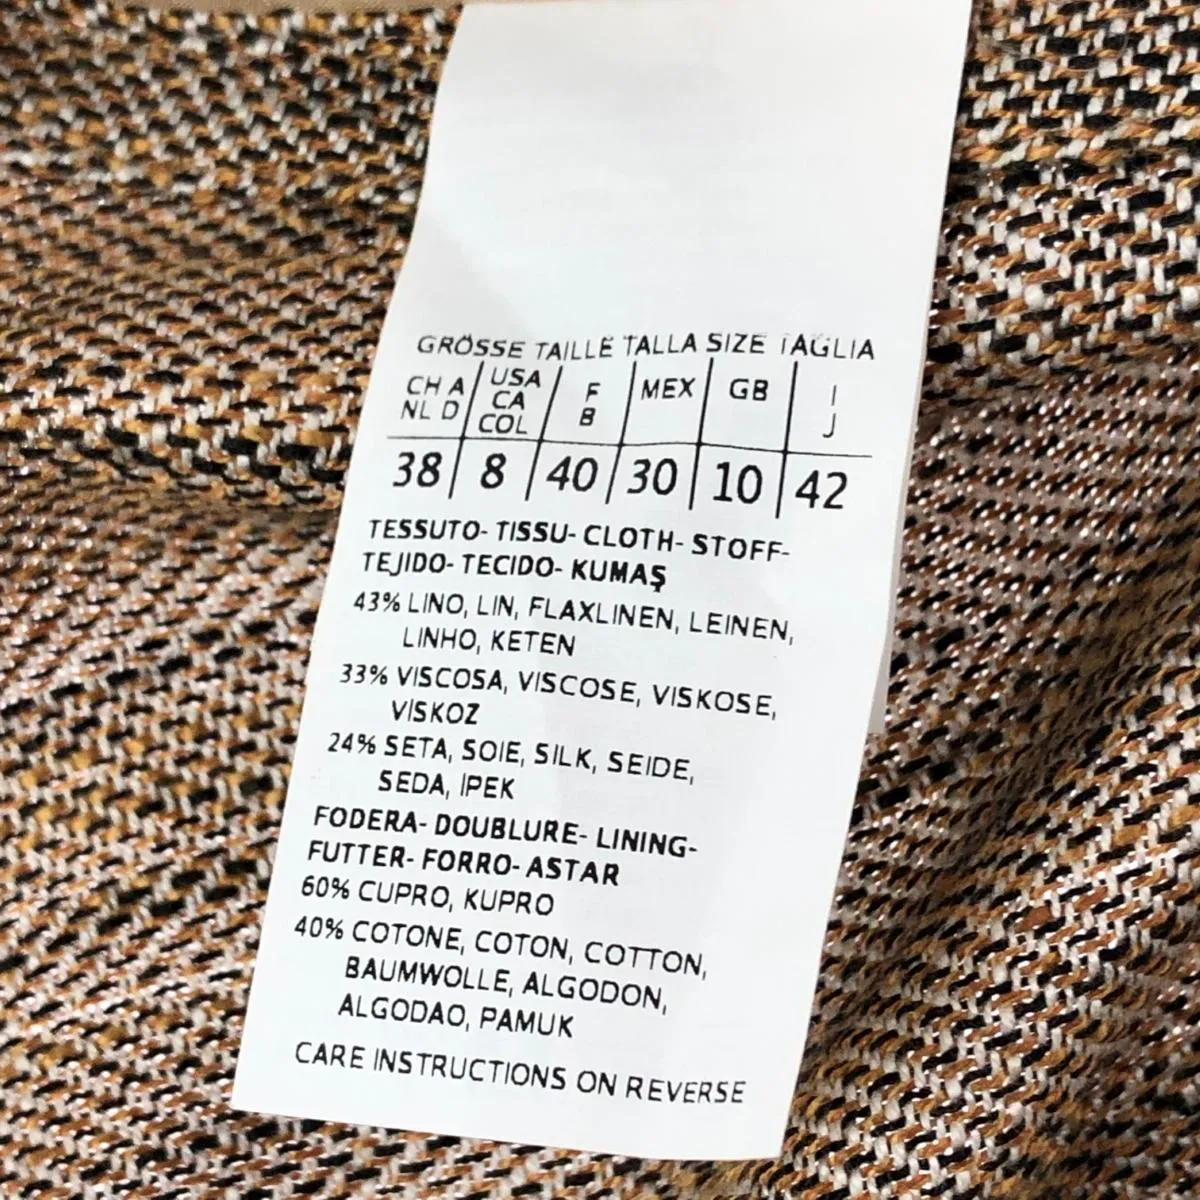 GRÖSSE TAILLE TALLA SIZE TAGLIA
CH A USA F MEX GB I
NL D CA B J
COL
38 8 40 30 10 42
TESSUTO- TISSU- CLOTH- STOFF-
TEJIDO- TECIDO- KUMAŞ
43% LINO, LIN, FLAXLINEN, LEINEN,
LINHO, KETEN
33% VISCOSA, VISCOSE, VISKOSE,
VISKOZ
24% SETA, SOIE, SILK, SEIDE,
SEDA, IPEK
FODERA- DOUBLURE- LINING-
FUTTER- FORRO- ASTAR
60% CUPRO, KUPRO
40% COTONE, COTON, COTTON,
BAUMWOLLE, ALGODON,
ALGODAO, PAMUK
CARE INSTRUCTIONS ON REVERSE